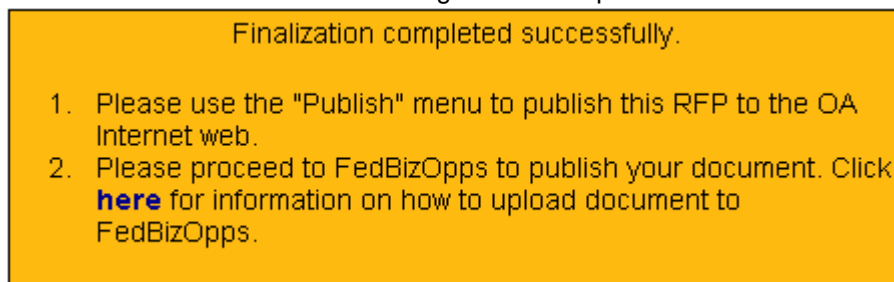 Finalization completed successfully.
1. Please use the "Publish" menu to publish this RFP to the OA
Internet web.
2. Please proceed to FedBizOpps to publish your document. Click
here for information on how to upload document to
FedBizOpps.